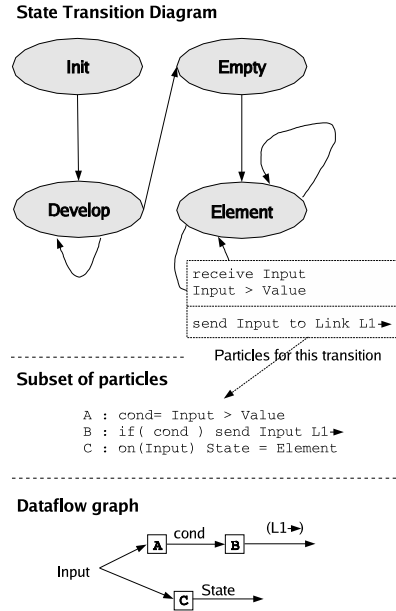 State Transition Diagram
Init
Empty
Develop
Element
receive Input
Input > Value
send Input to Link L1→
Particles for this transition
Subset of particles
A : cond= Input > Value
B : if( cond ) send Input L1→
C : on(Input) State = Element
Dataflow graph
cond
(L1→)
A
B
Input
State
C